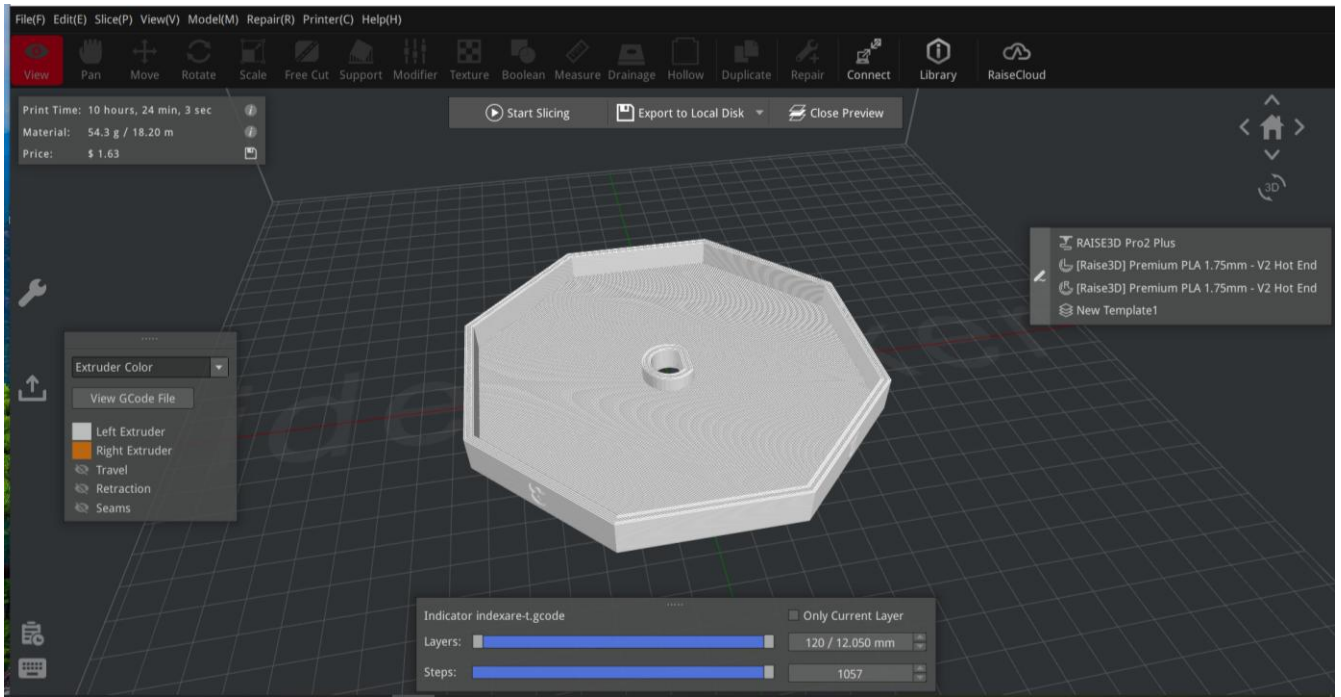 File(F) Edit(E) Slice(P) View(V) Model(M) Repair(R) Printer(C) Help(H)
View Pan Move Rotate Scale Free Cut Support Modifier Texture Boolean Measure Drainage Hollow Duplicate Repair Connect Library RaiseCloud
Print Time: 10 hours, 24 min, 3 sec
Material: 54.3 g / 18.20 m
Price: $ 1.63
Start Slicing Export to Local Disk Close Preview
3D
RAISE3D Pro2 Plus
L [Raise3D] Premium PLA 1.75mm - V2 Hot End
R [Raise3D] Premium PLA 1.75mm - V2 Hot End
New Template1
Extruder Color
View GCode File
Left Extruder
Right Extruder
Travel
Retraction
Seams
3
Indicator indexare-t.gcode
Only Current Layer
Layers: 120 / 12.050 mm
Steps: 1057